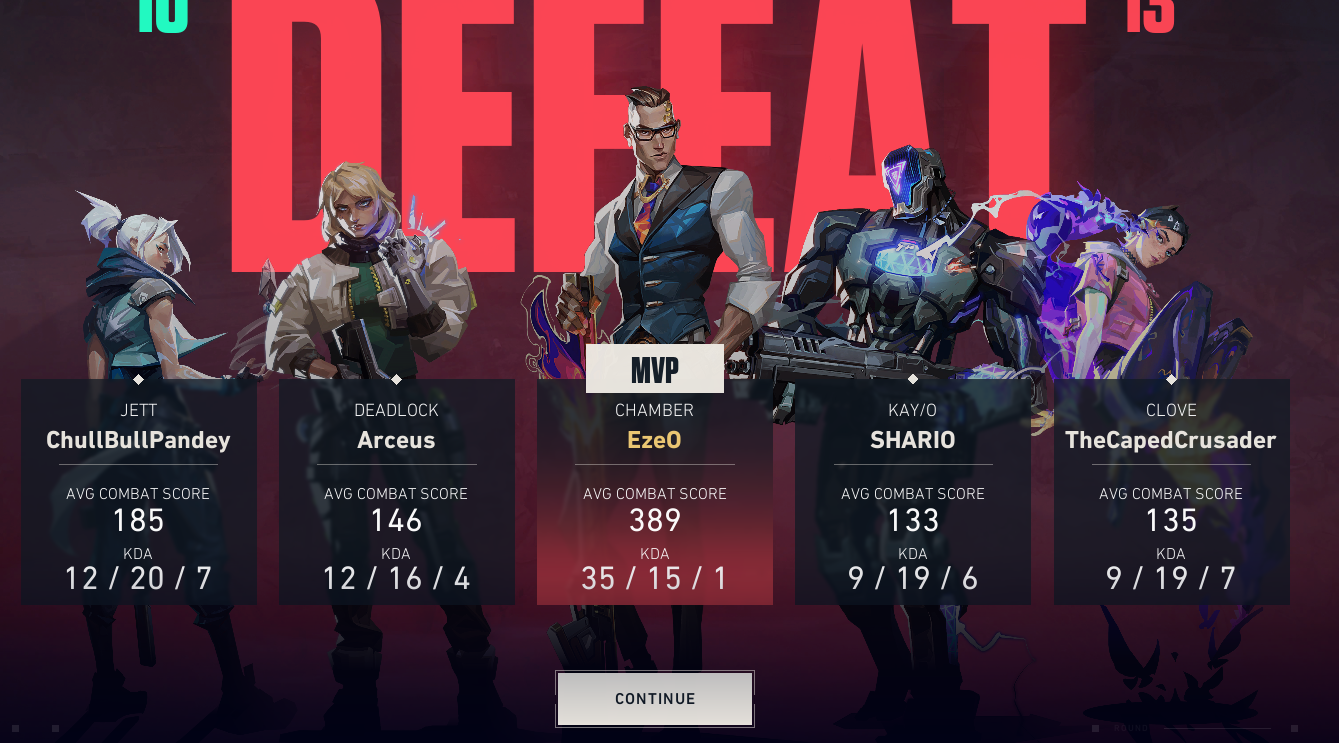 10
13
DEFEAT
MVP
JETT
ChullBullPandey
AVG COMBAT SCORE
185
KDA
12 / 20 / 7
DEADLOCK
Arceus
AVG COMBAT SCORE
146
KDA
12 / 16 / 4
CHAMBER
EzeO
AVG COMBAT SCORE
389
KDA
35 / 15 / 1
KAY/O
SHARIO
AVG COMBAT SCORE
133
KDA
9 / 19 / 6
CLOVE
TheCapedCrusader
AVG COMBAT SCORE
135
KDA
9 / 19 / 7
CONTINUE